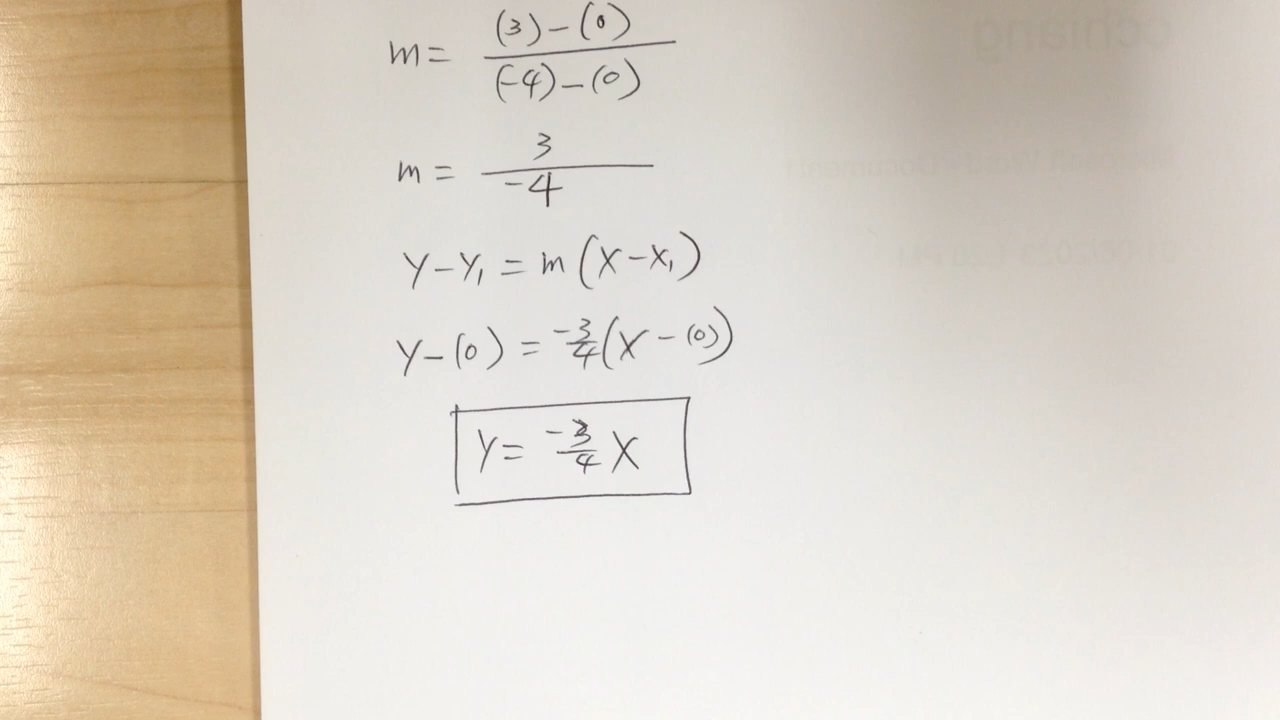 m = (3) - (0) / (-4) - (0)
m = 3 / -4
Y - Y₁ = m (X - X₁)
Y - (0) = -3/4 (X - (0))
Y = -3/4 X